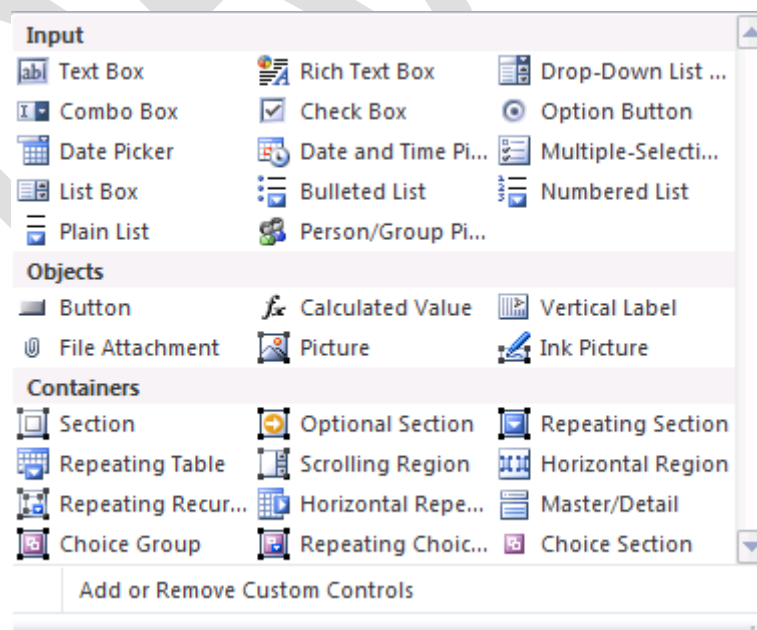 Input
Text Box Rich Text Box Drop-Down List ...
Combo Box Check Box Option Button
Date Picker Date and Time Pi... Multiple-Selecti...
List Box Bulleted List Numbered List
Plain List Person/Group Pi...
Objects
Button Calculated Value Vertical Label
File Attachment Picture Ink Picture
Containers
Section Optional Section Repeating Section
Repeating Table Scrolling Region Horizontal Region
Repeating Recur... Horizontal Repe... Master/Detail
Choice Group Repeating Choic... Choice Section
Add or Remove Custom Controls